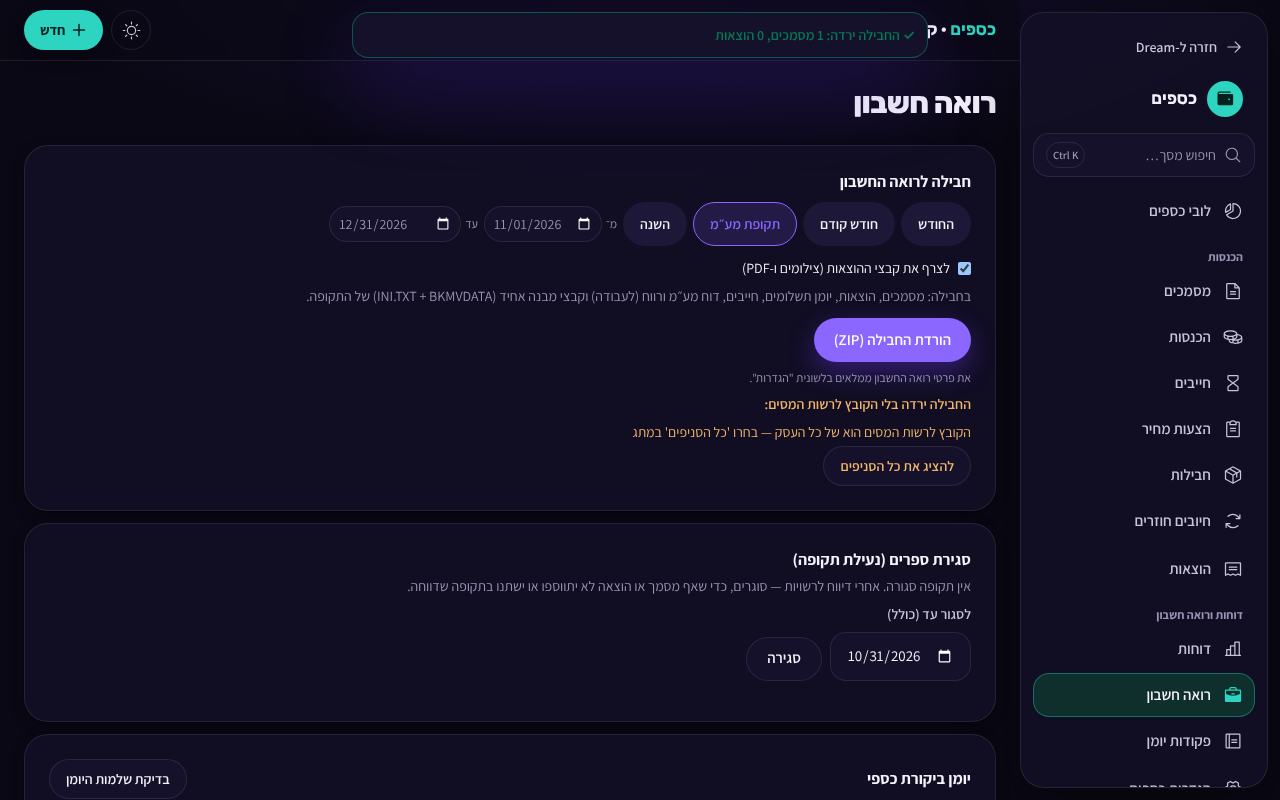 חזרה ל-Dream
כספים
חיפוש מסך…
Ctrl K
לובי כספים
הכנסות
מסמכים
הכנסות
חייבים
הצעות מחיר
חבילות
חיובים חוזרים
הוצאות
דוחות ורואה חשבון
דוחות
רואה חשבון
פקודות יומן
כספים • ק
✓ החבילה ירדה: 1 מסמכים, 0 הוצאות
חדש
רואה חשבון
חבילה לרואה החשבון
החודש
חודש קודם
תקופת מע״מ
השנה
מ־ 11/01/2026 עד 12/31/2026
לצרף את קבצי ההוצאות (צילומים ו-PDF)
בחבילה: מסמכים, הוצאות, יומן תשלומים, חייבים, דוח מע״מ ורווח (לעבודה) וקבצי מבנה אחיד (INI.TXT + BKMVDATA) של התקופה.
הורדת החבילה (ZIP)
את פרטי רואה החשבון ממלאים בלשונית "הגדרות".
החבילה ירדה בלי הקובץ לרשות המסים:
הקובץ לרשות המסים הוא של כל העסק — בחרו 'כל הסניפים' במתג
להציג את כל הסניפים
סגירת ספרים (נעילת תקופה)
אין תקופה סגורה. אחרי דיווח לרשויות — סוגרים, כדי שאף מסמך או הוצאה לא יתווספו או ישתנו בתקופה שדווחה.
לסגור עד (כולל)
10/31/2026
סגירה
יומן ביקורת כספי
בדיקת שלמות היומן